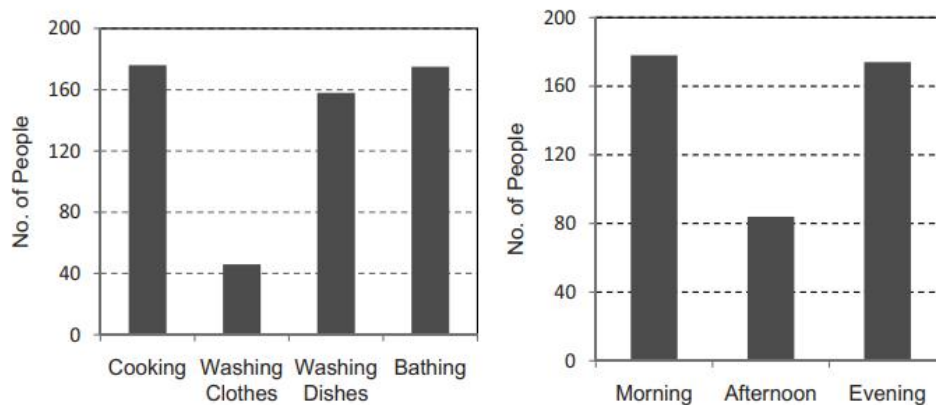 No. of People
200
160
120
80
40
0
Cooking
Washing
Clothes
Washing
Dishes
Bathing
No. of People
200
160
120
80
40
0
Morning
Afternoon
Evening